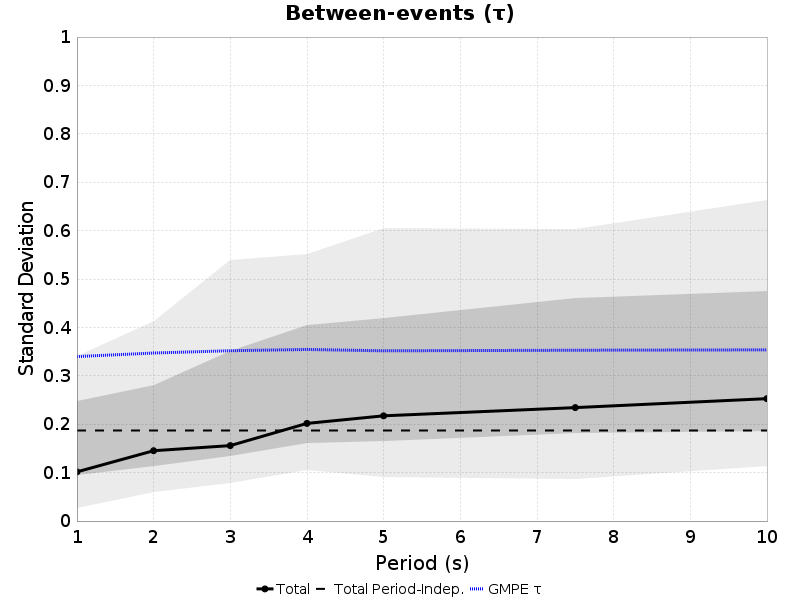 Between-events (τ)
1
0.9
0.8
0.7
0.6
0.5
0.4
0.3
0.2
0.1
0
Standard Deviation
1 2 3 4 5 6 7 8 9 10
Period (s)
Total Total Period-Indep. GMPE τ